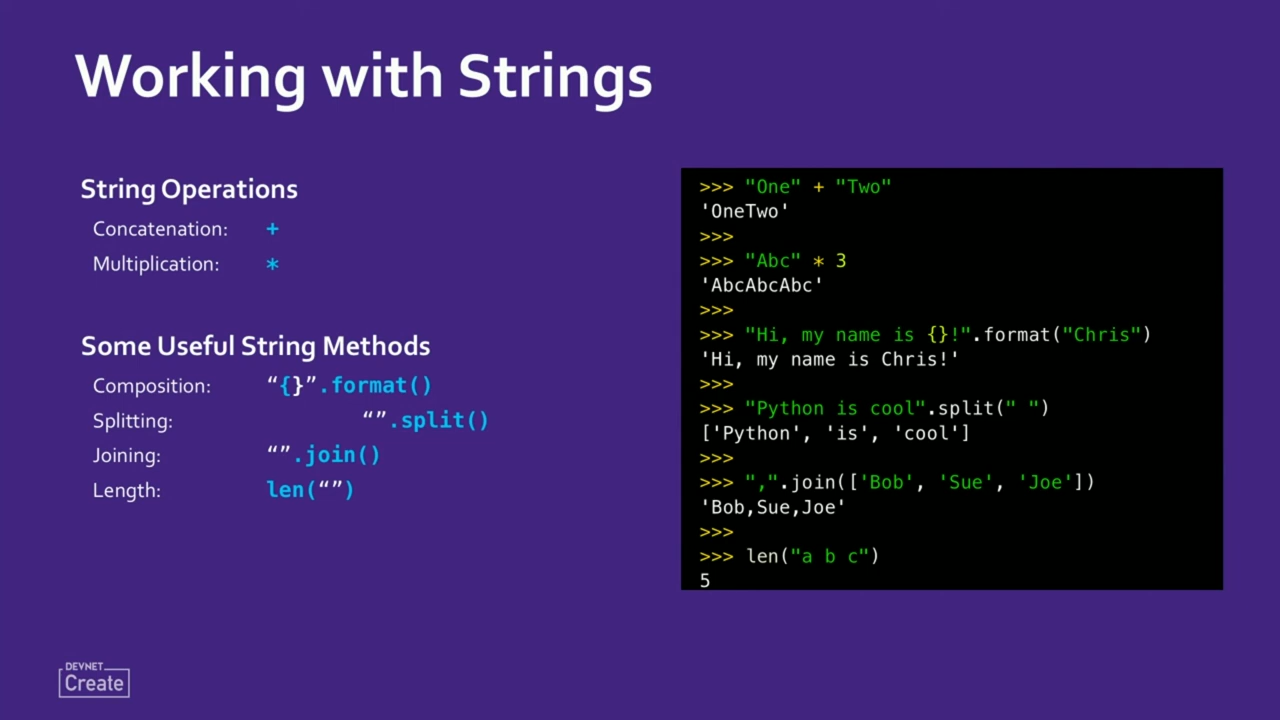 Working with Strings
String Operations
Concatenation: +
Multiplication: *
Some Useful String Methods
Composition: “{}”.format()
Splitting: “”.split()
Joining: “”.join()
Length: len(“”)
>>> "One" + "Two"
'OneTwo'
>>>
>>> "Abc" * 3
'AbcAbcAbc'
>>>
>>> "Hi, my name is {}!".format("Chris")
'Hi, my name is Chris!'
>>>
>>> "Python is cool".split(" ")
['Python', 'is', 'cool']
>>>
>>> ",".join(['Bob', 'Sue', 'Joe'])
'Bob,Sue,Joe'
>>>
>>> len("a b c")
5
DEVNET
Create